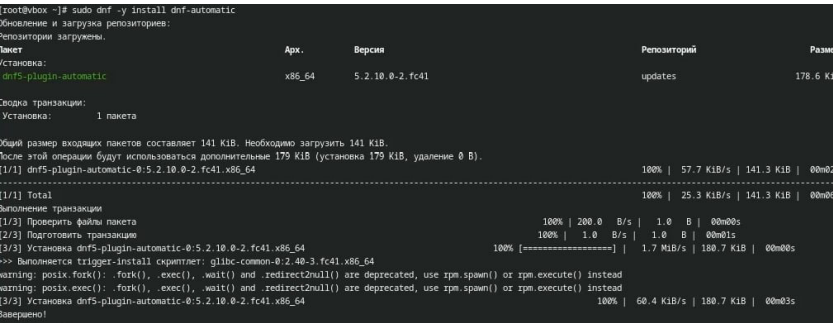 [root@vbox ~]# sudo dnf -y install dnf-automatic
Обновление и загрузка репозиториев:
Репозитории загружены.
Пакет Арх. Версия Репозиторий Разме
Установка:
dnf5-plugin-automatic x86_64 5.2.10.0-2.fc41 updates 178.6 Ki
Сводка транзакции:
Установка: 1 пакета
Общий размер входящих пакетов составляет 141 KiB. Необходимо загрузить 141 KiB.
После этой операции будут использоваться дополнительные 179 KiB (установка 179 KiB, удаление 0 B).
[1/1] dnf5-plugin-automatic-0:5.2.10.0-2.fc41.x86_64 100% | 57.7 KiB/s | 141.3 KiB | 00m02
[1/1] Total 100% | 25.3 KiB/s | 141.3 KiB | 00m06
Выполнение транзакции
[1/3] Проверить файлы пакета 100% | 200.0 B/s | 1.0 B | 00m00s
[2/3] Подготовить транзакцию 100% | 1.0 B/s | 1.0 B | 00m01s
[3/3] Установка dnf5-plugin-automatic-0:5.2.10.0-2.fc41.x86_64 100% [==================] | 1.7 MiB/s | 180.7 KiB | 00m00s
>>> Выполняется trigger-install скриптлет: glibc-common-0:2.40-3.fc41.x86_64
warning: posix.fork(): .fork(), .exec(), .wait() and .redirect2null() are deprecated, use rpm.spawn() or rpm.execute() instead
warning: posix.exec(): .fork(), .exec(), .wait() and .redirect2null() are deprecated, use rpm.spawn() or rpm.execute() instead
[3/3] Установка dnf5-plugin-automatic-0:5.2.10.0-2.fc41.x86_64 100% | 60.4 KiB/s | 180.7 KiB | 00m03s
Завершено!